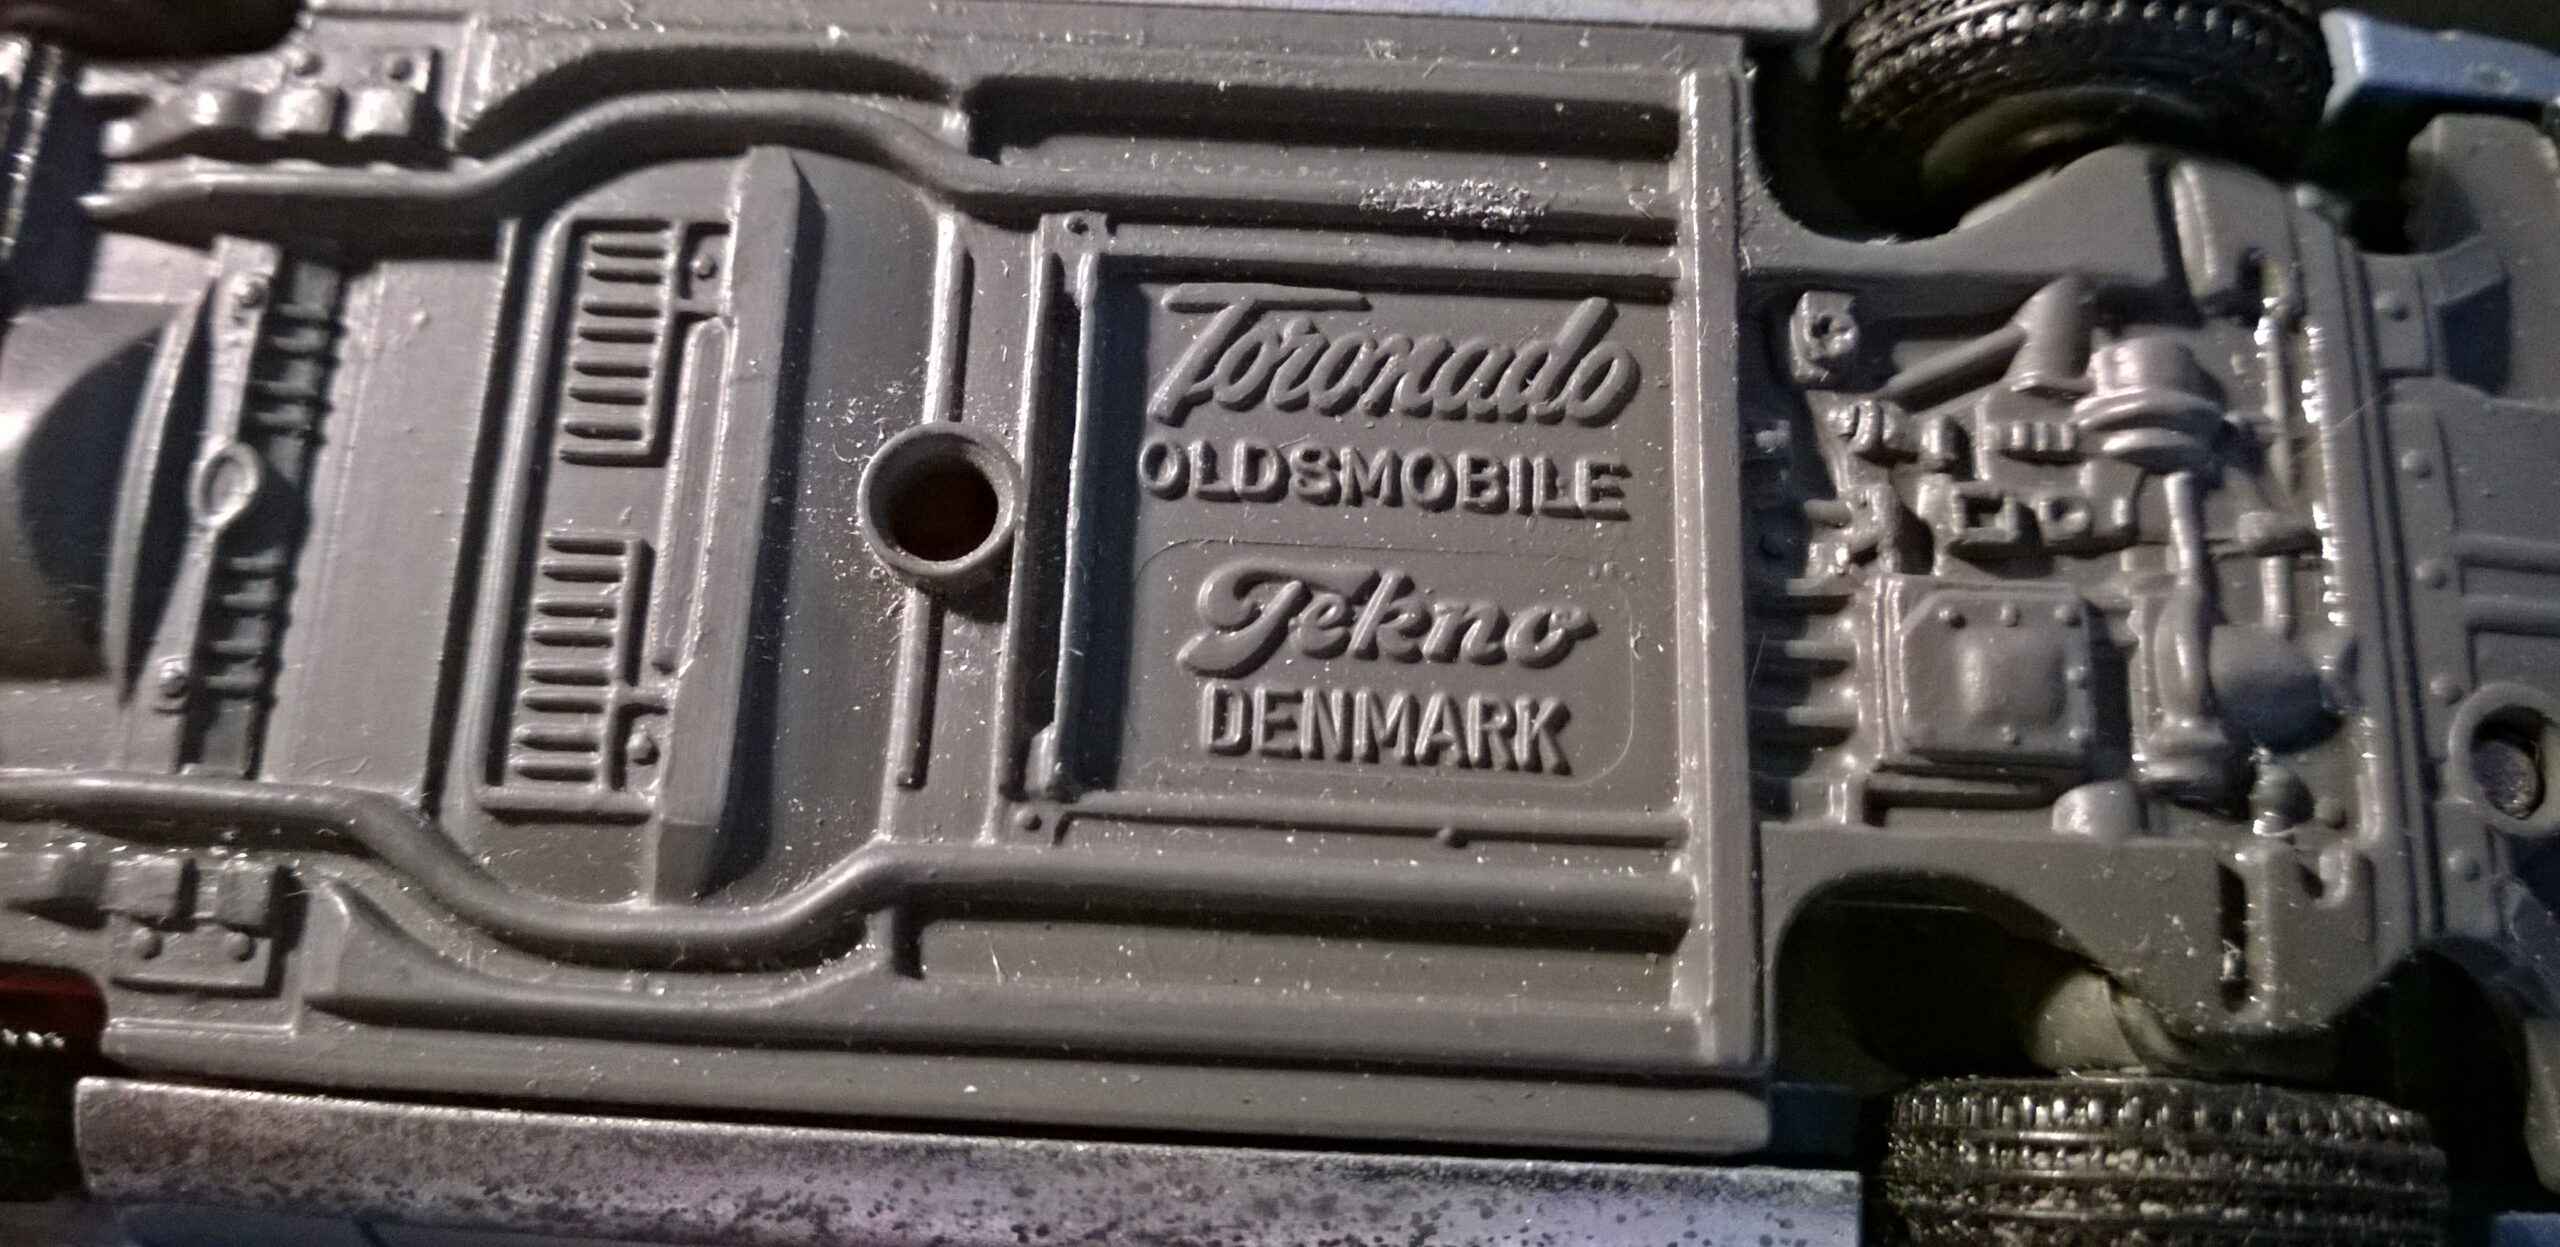 Toronado
OLDSMOBILE
Tekno
DENMARK